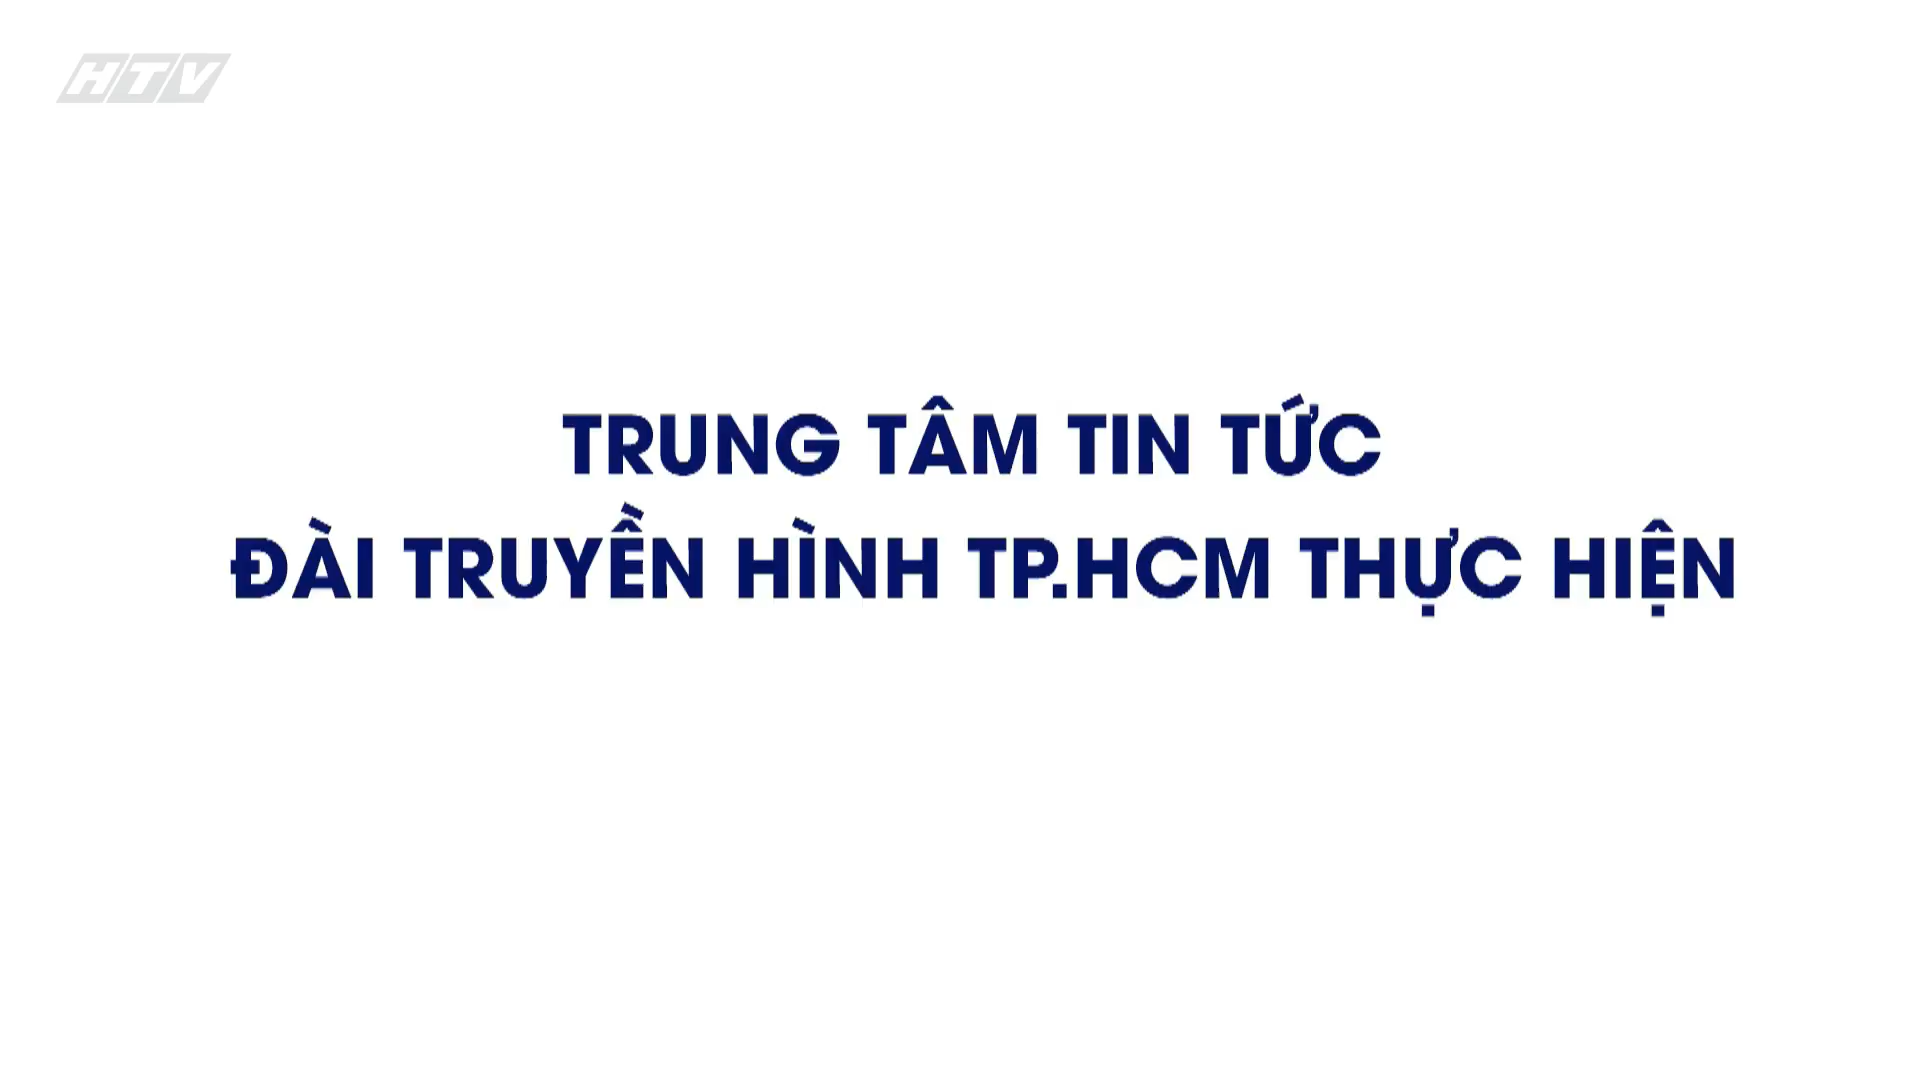 HTV
TRUNG TÂM TIN TỨC
ĐÀI TRUYỀN HÌNH TP.HCM THỰC HIỆN